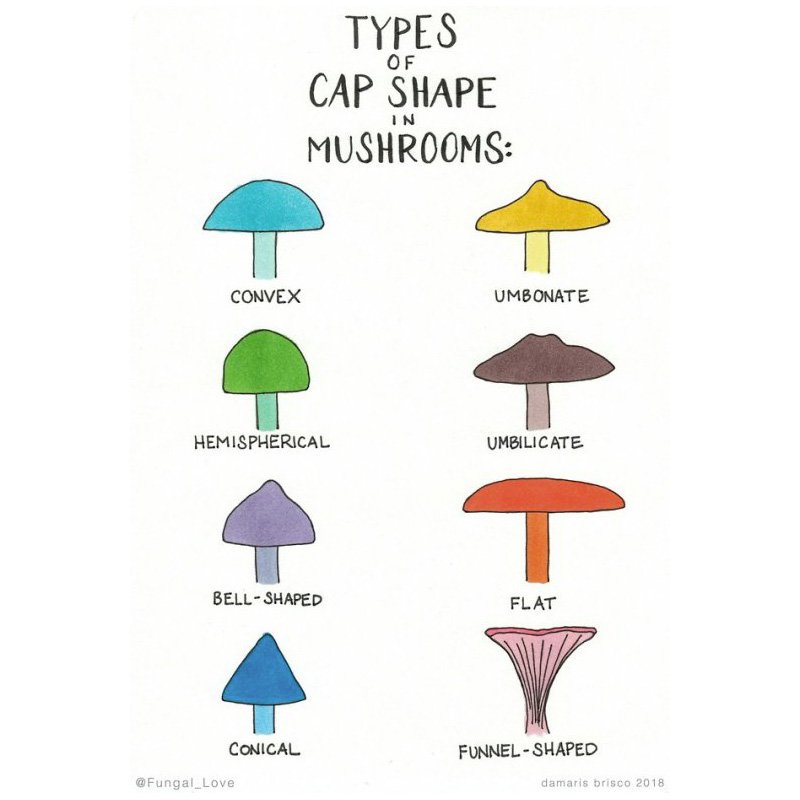 TYPES
OF
CAP SHAPE
IN
MUSHROOMS:
CONVEX
UMBONATE
HEMISPHERICAL
UMBILICATE
BELL-SHAPED
FLAT
CONICAL
FUNNEL-SHAPED
@Fungal_Love
damaris brisco 2018